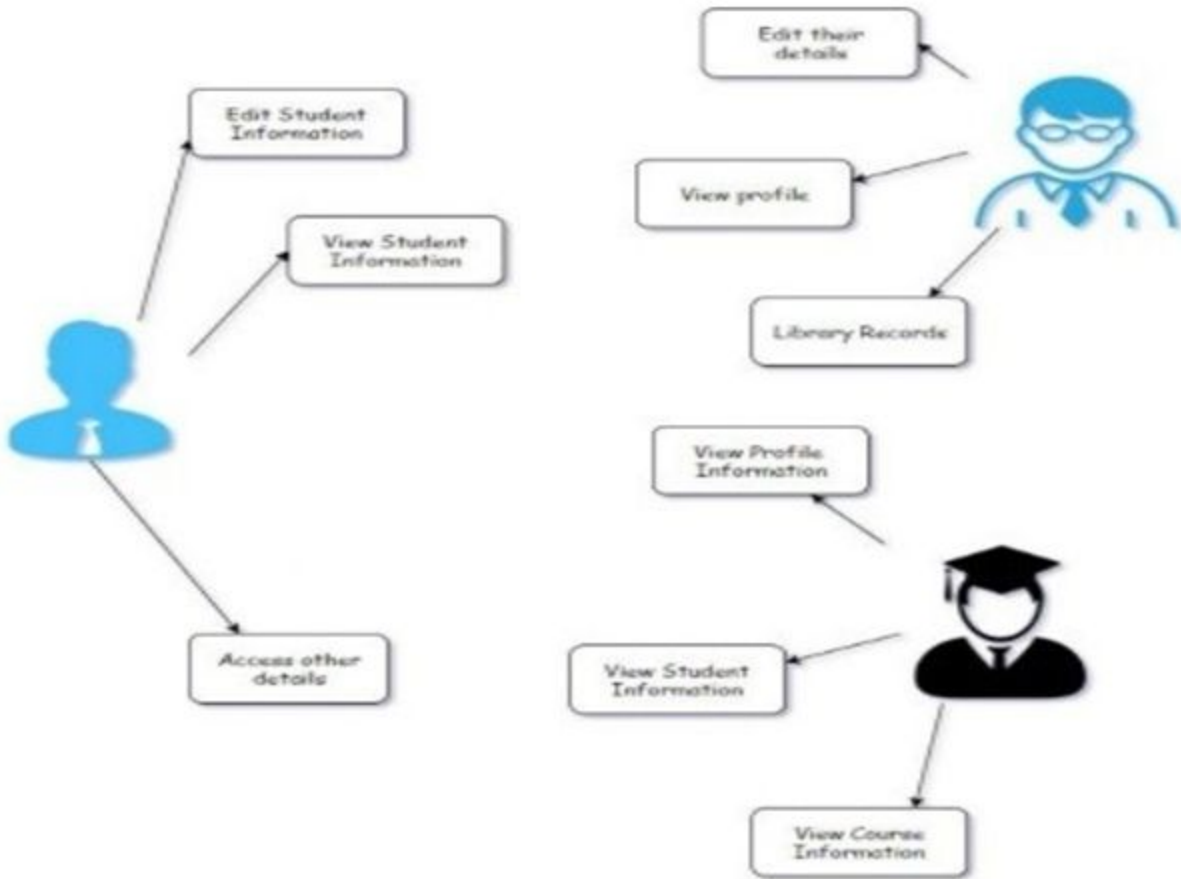 Edit their
details
Edit Student
Information
View profile
View Student
Information
Library Records
View Profile
Information
Access other
details
View Student
Information
View Course
Information